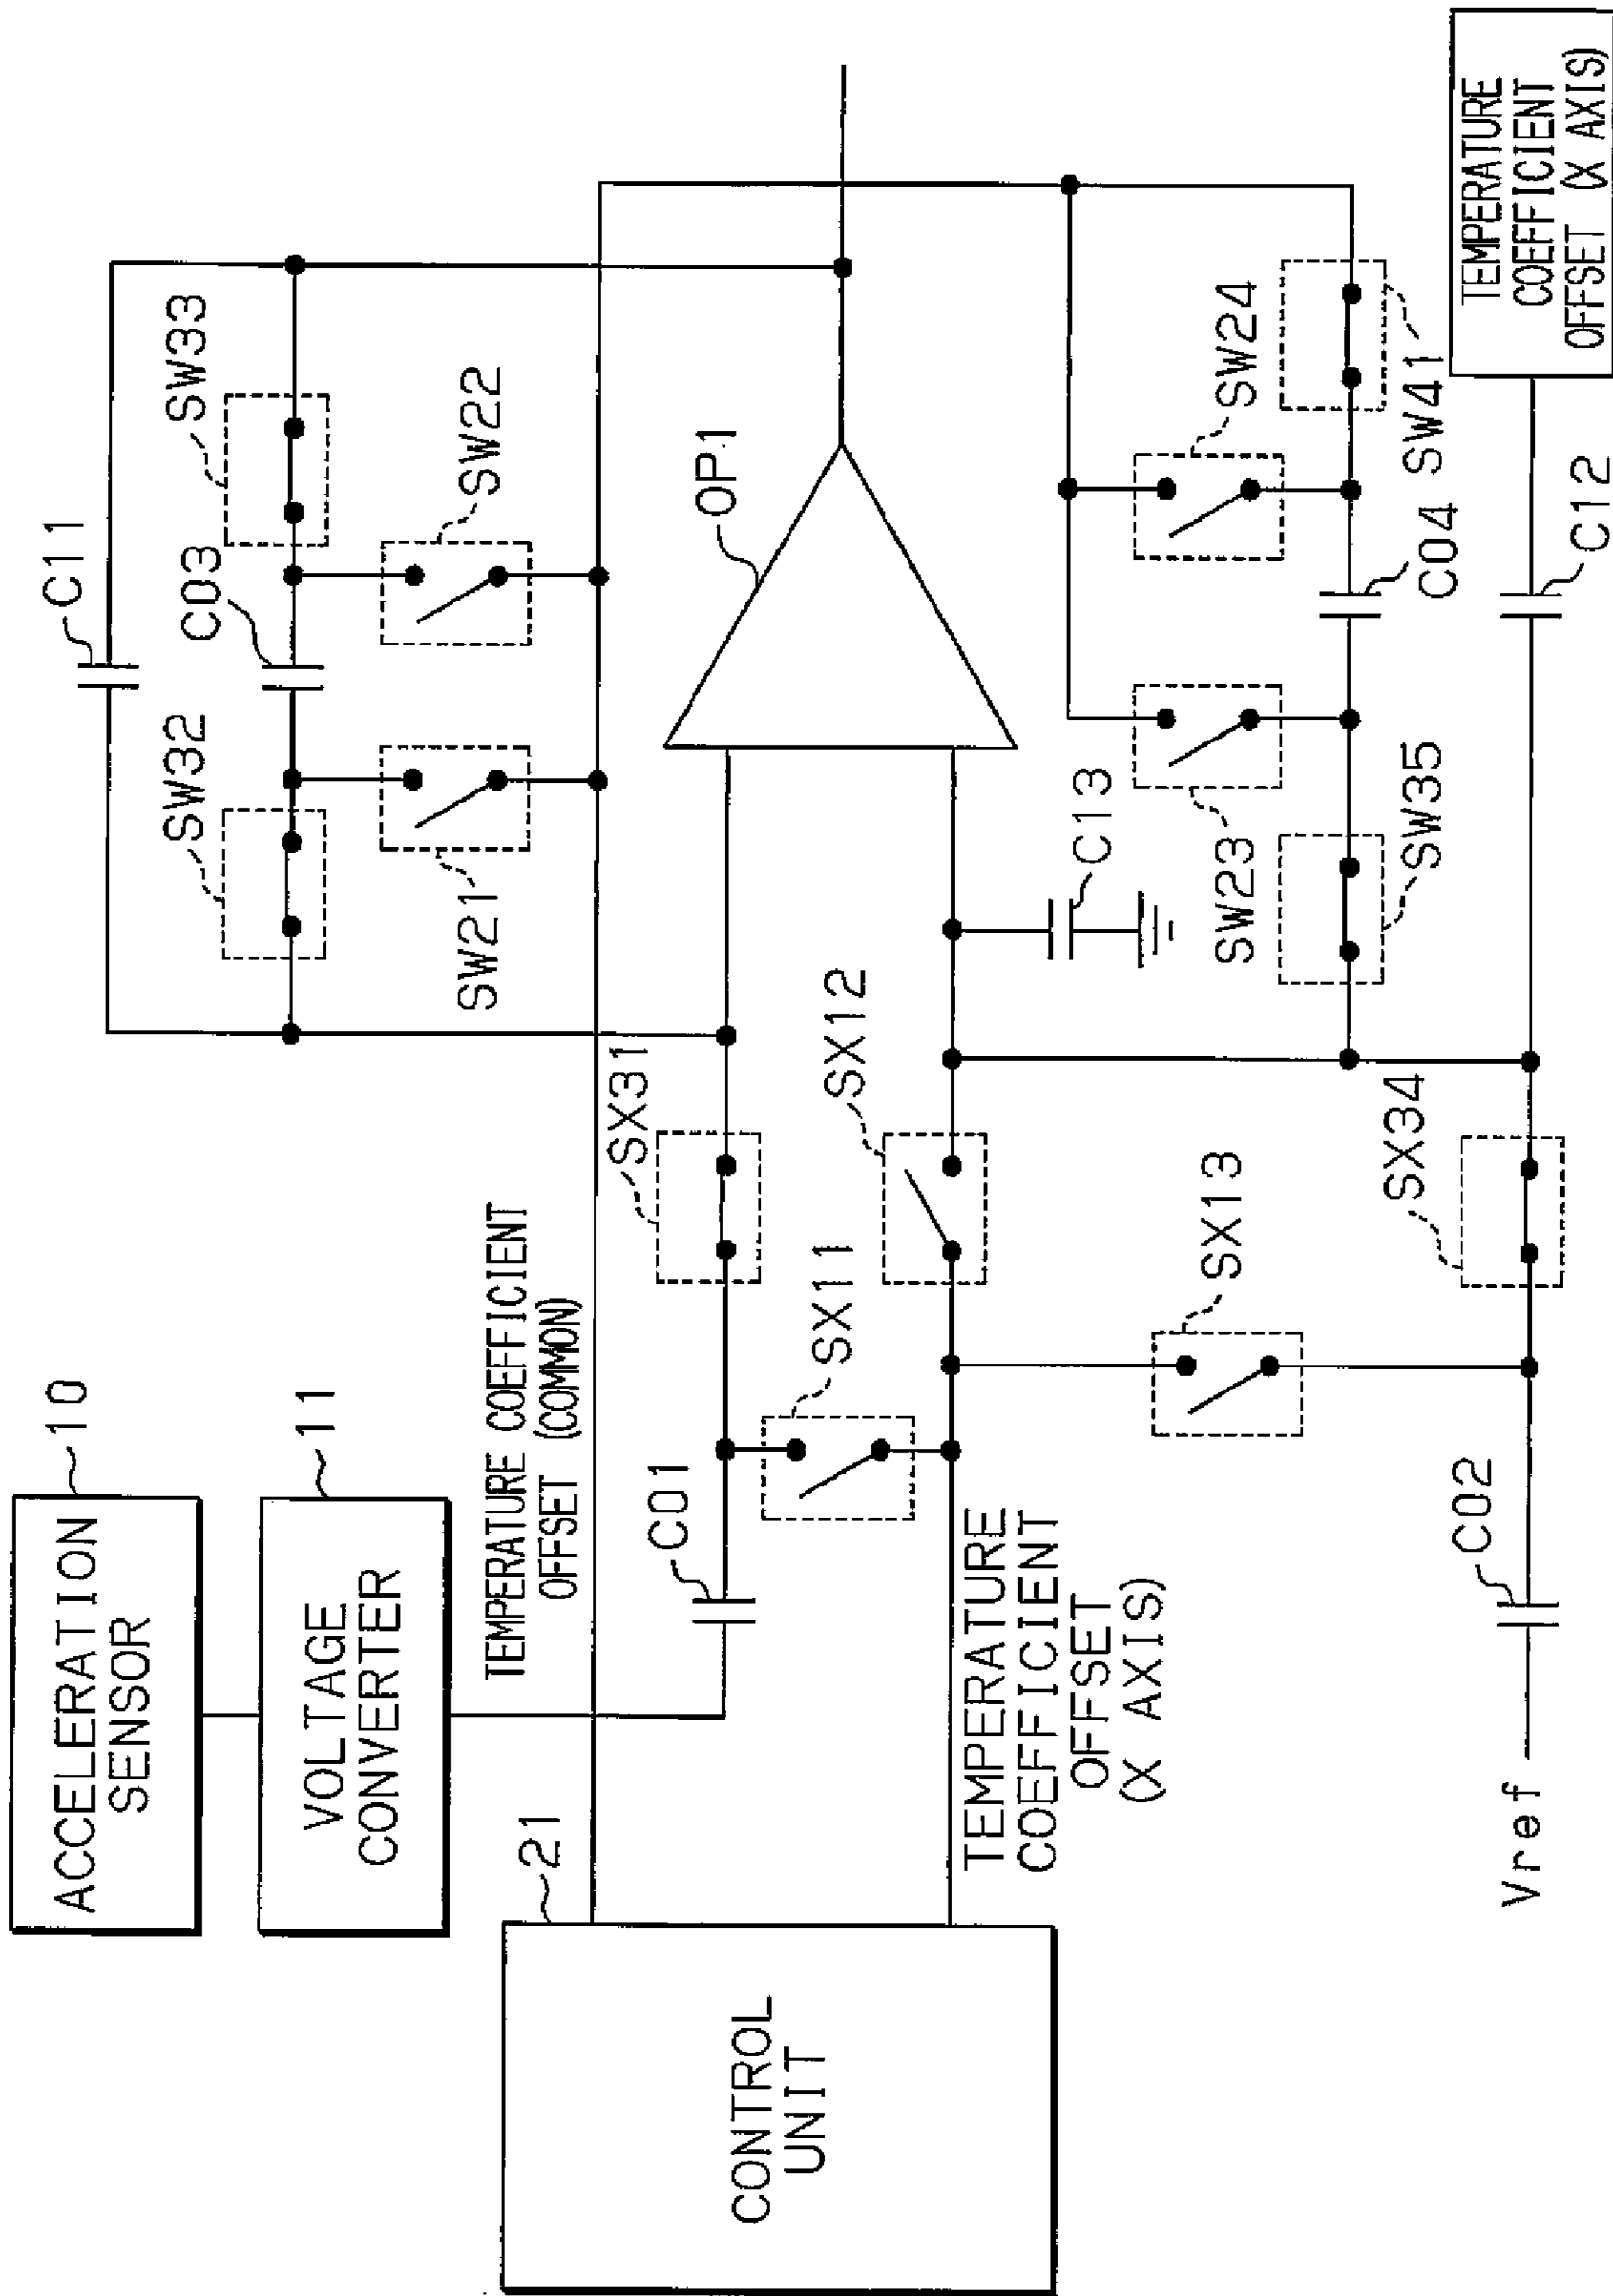 ACCELERATION
SENSOR
10
VOLTAGE
CONVERTER
11
CONTROL
UNIT
21
TEMPERATURE COEFFICIENT
OFFSET (COMMON)
TEMPERATURE
COEFFICIENT
OFFSET
(X AXIS)
Vref
C01
C02
SX11
SX31
SX12
SX13
SX34
C11
SW32
C03
SW33
SW21
SW22
OP1
C13
SW23
SW24
SW35
C04
SW41
C12
TEMPERATURE
COEFFICIENT
OFFSET (X AXIS)